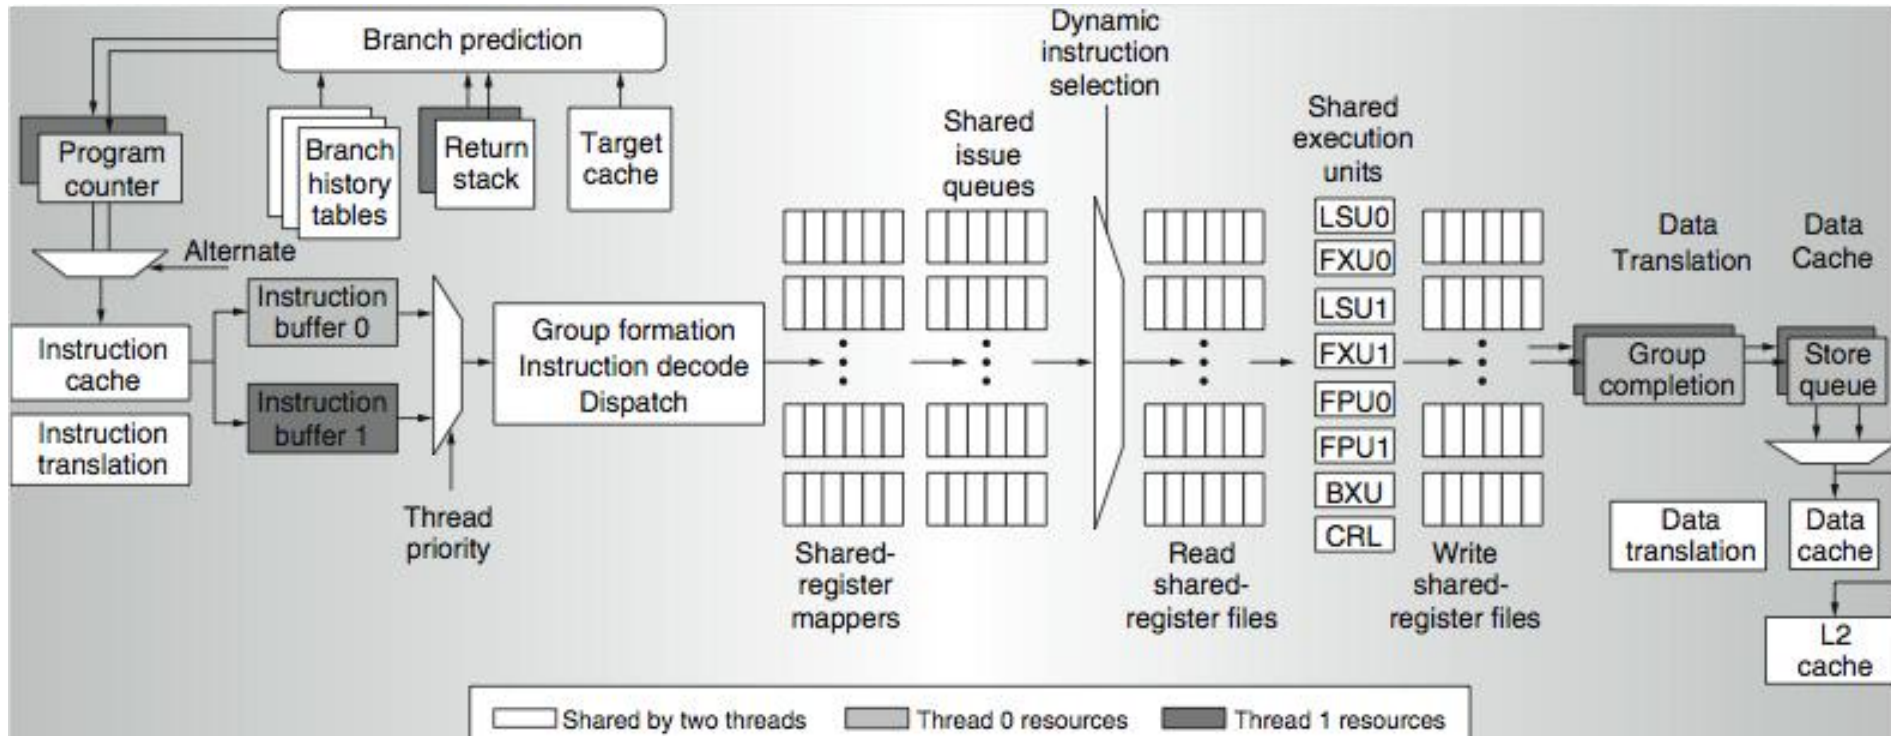 Branch prediction
Program
counter
Branch
history
tables
Return
stack
Target
cache
Alternate
Instruction
cache
Instruction
translation
Instruction
buffer 0
Instruction
buffer 1
Thread
priority
Group formation
Instruction decode
Dispatch
Shared-
register
mappers
Shared
issue
queues
Dynamic
instruction
selection
Read
shared-
register files
Shared
execution
units
LSU0
FXU0
LSU1
FXU1
FPU0
FPU1
BXU
CRL
Write
shared-
register files
Data
Translation
Data
Cache
Group
completion
Store
queue
Data
translation
Data
cache
L2
cache
Shared by two threads
Thread 0 resources
Thread 1 resources